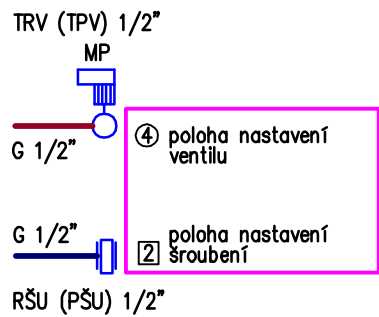 TRV (TPV) 1/2"
MP
G 1/2"
4 poloha nastavení
ventilu
G 1/2"
2 poloha nastavení
šroubení
RŠU (PŠU) 1/2"